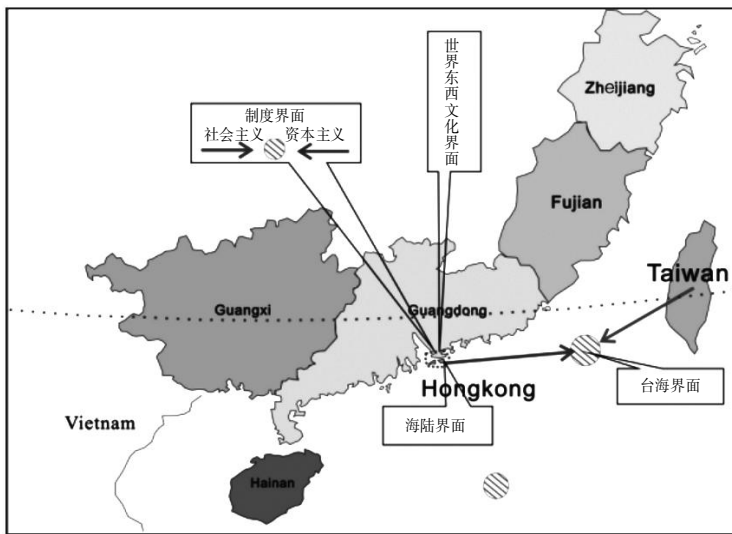 世界东西文化界面
Zheijiang
制度界面
社会主义 资本主义
Fujian
Taiwan
Guangxi
Guangdong
Hongkong
台海界面
Vietnam
海陆界面
Hainan